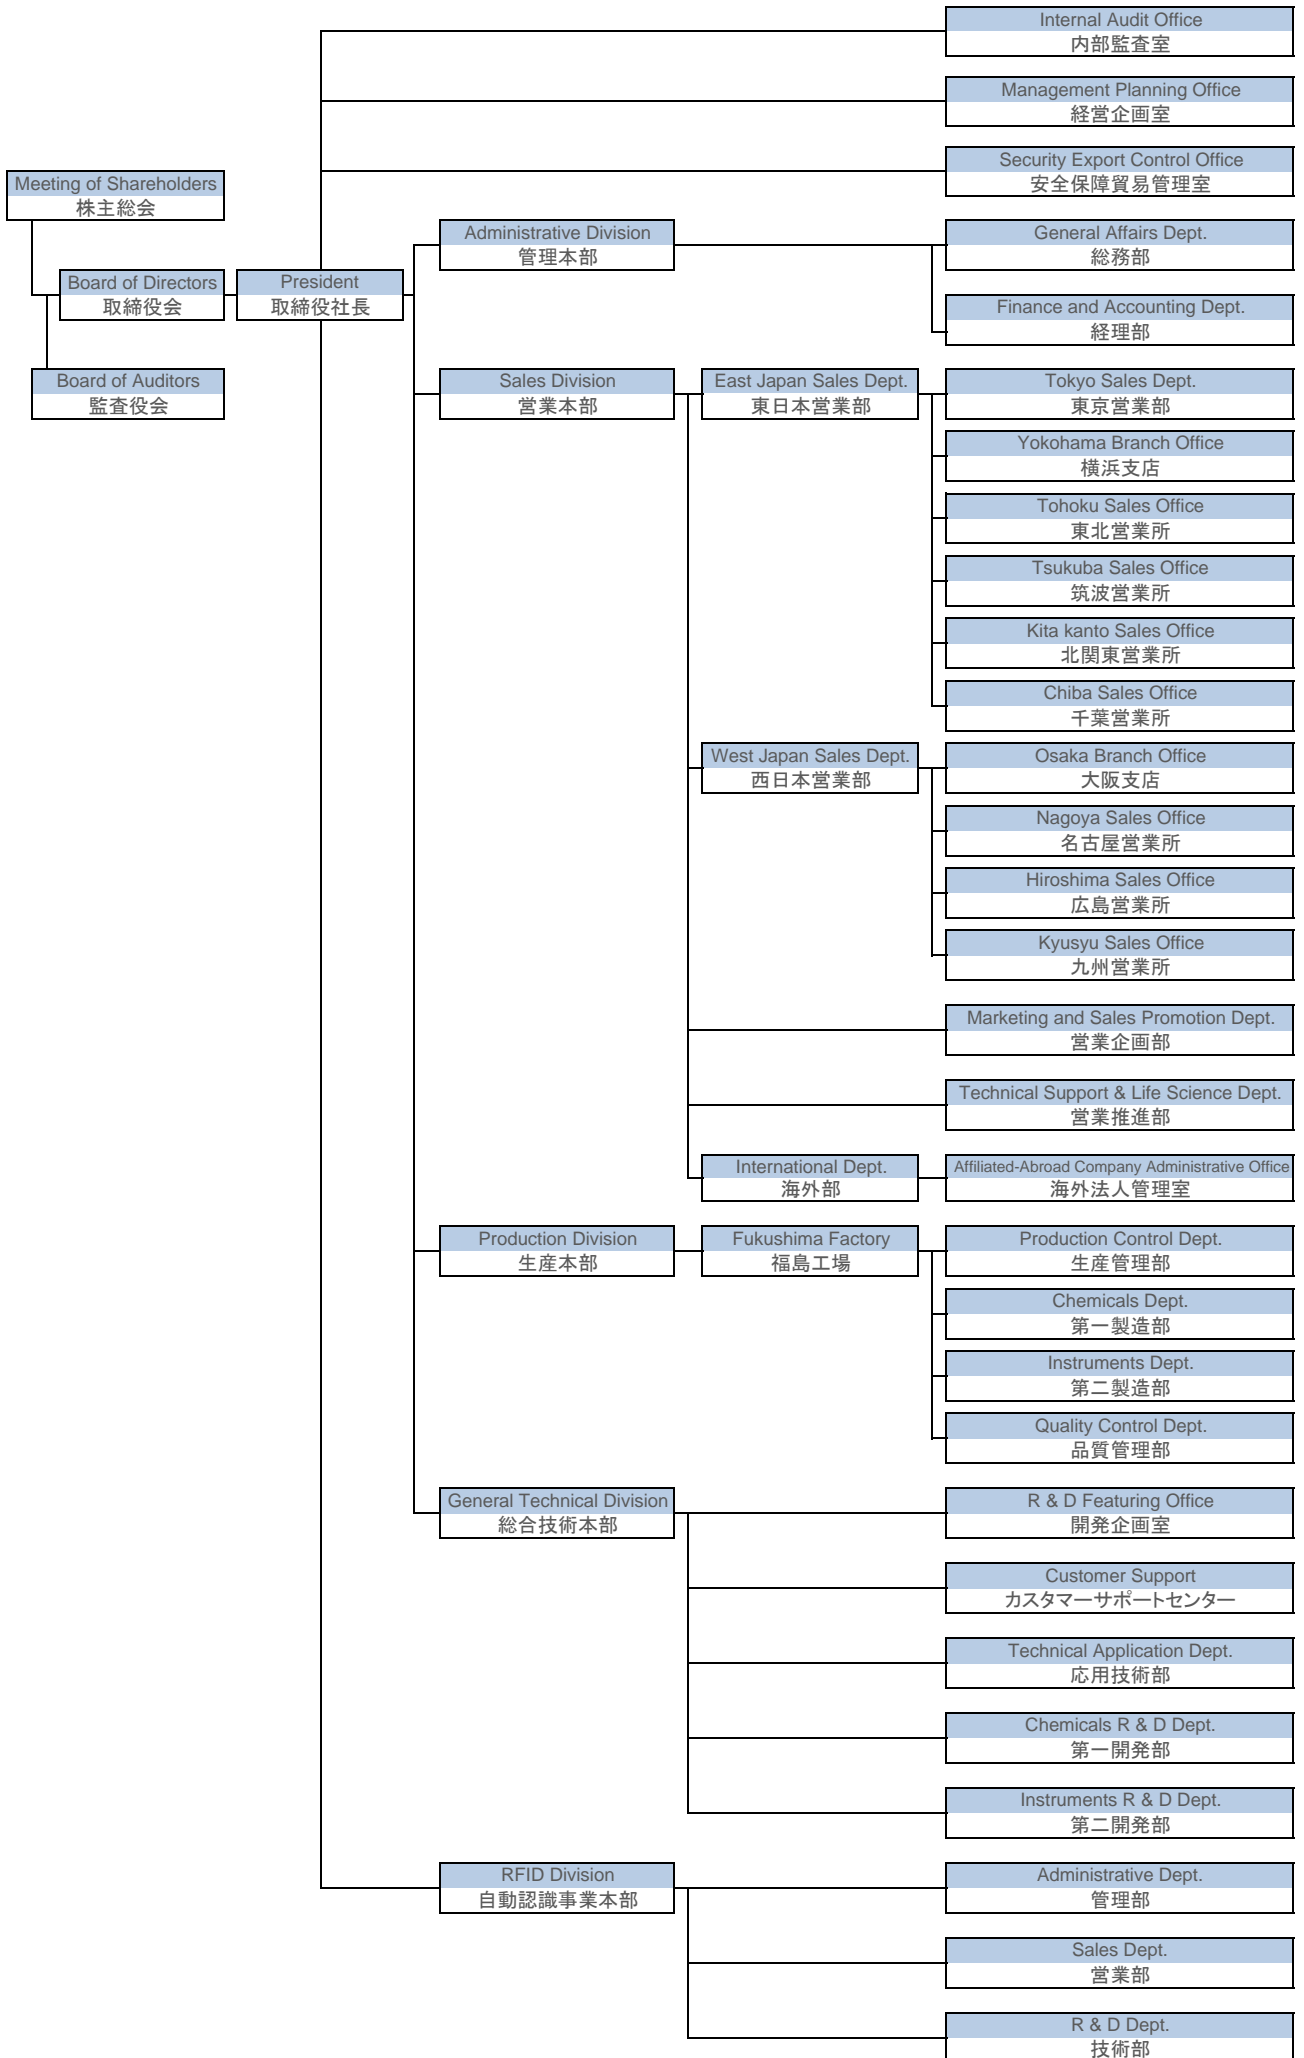 Internal Audit Office
内部監査室
Management Planning Office
経営企画室
Security Export Control Office
安全保障貿易管理室
Meeting of Shareholders
株主総会
Administrative Division
管理本部
General Affairs Dept.
総務部
Board of Directors
取締役会
President
取締役社長
Finance and Accounting Dept.
経理部
Board of Auditors
監査役会
Sales Division
営業本部
East Japan Sales Dept.
東日本営業部
Tokyo Sales Dept.
東京営業部
Yokohama Branch Office
横浜支店
Tohoku Sales Office
東北営業所
Tsukuba Sales Office
筑波営業所
Kita kanto Sales Office
北関東営業所
Chiba Sales Office
千葉営業所
West Japan Sales Dept.
西日本営業部
Osaka Branch Office
大阪支店
Nagoya Sales Office
名古屋営業所
Hiroshima Sales Office
広島営業所
Kyusyu Sales Office
九州営業所
Marketing and Sales Promotion Dept.
営業企画部
Technical Support & Life Science Dept.
営業推進部
International Dept.
海外部
Affiliated-Abroad Company Administrative Office
海外法人管理室
Production Division
生産本部
Fukushima Factory
福島工場
Production Control Dept.
生産管理部
Chemicals Dept.
第一製造部
Instruments Dept.
第二製造部
Quality Control Dept.
品質管理部
General Technical Division
総合技術本部
R & D Featuring Office
開発企画室
Customer Support
カスタマーサポートセンター
Technical Application Dept.
応用技術部
Chemicals R & D Dept.
第一開発部
Instruments R & D Dept.
第二開発部
RFID Division
自動認識事業本部
Administrative Dept.
管理部
Sales Dept.
営業部
R & D Dept.
技術部